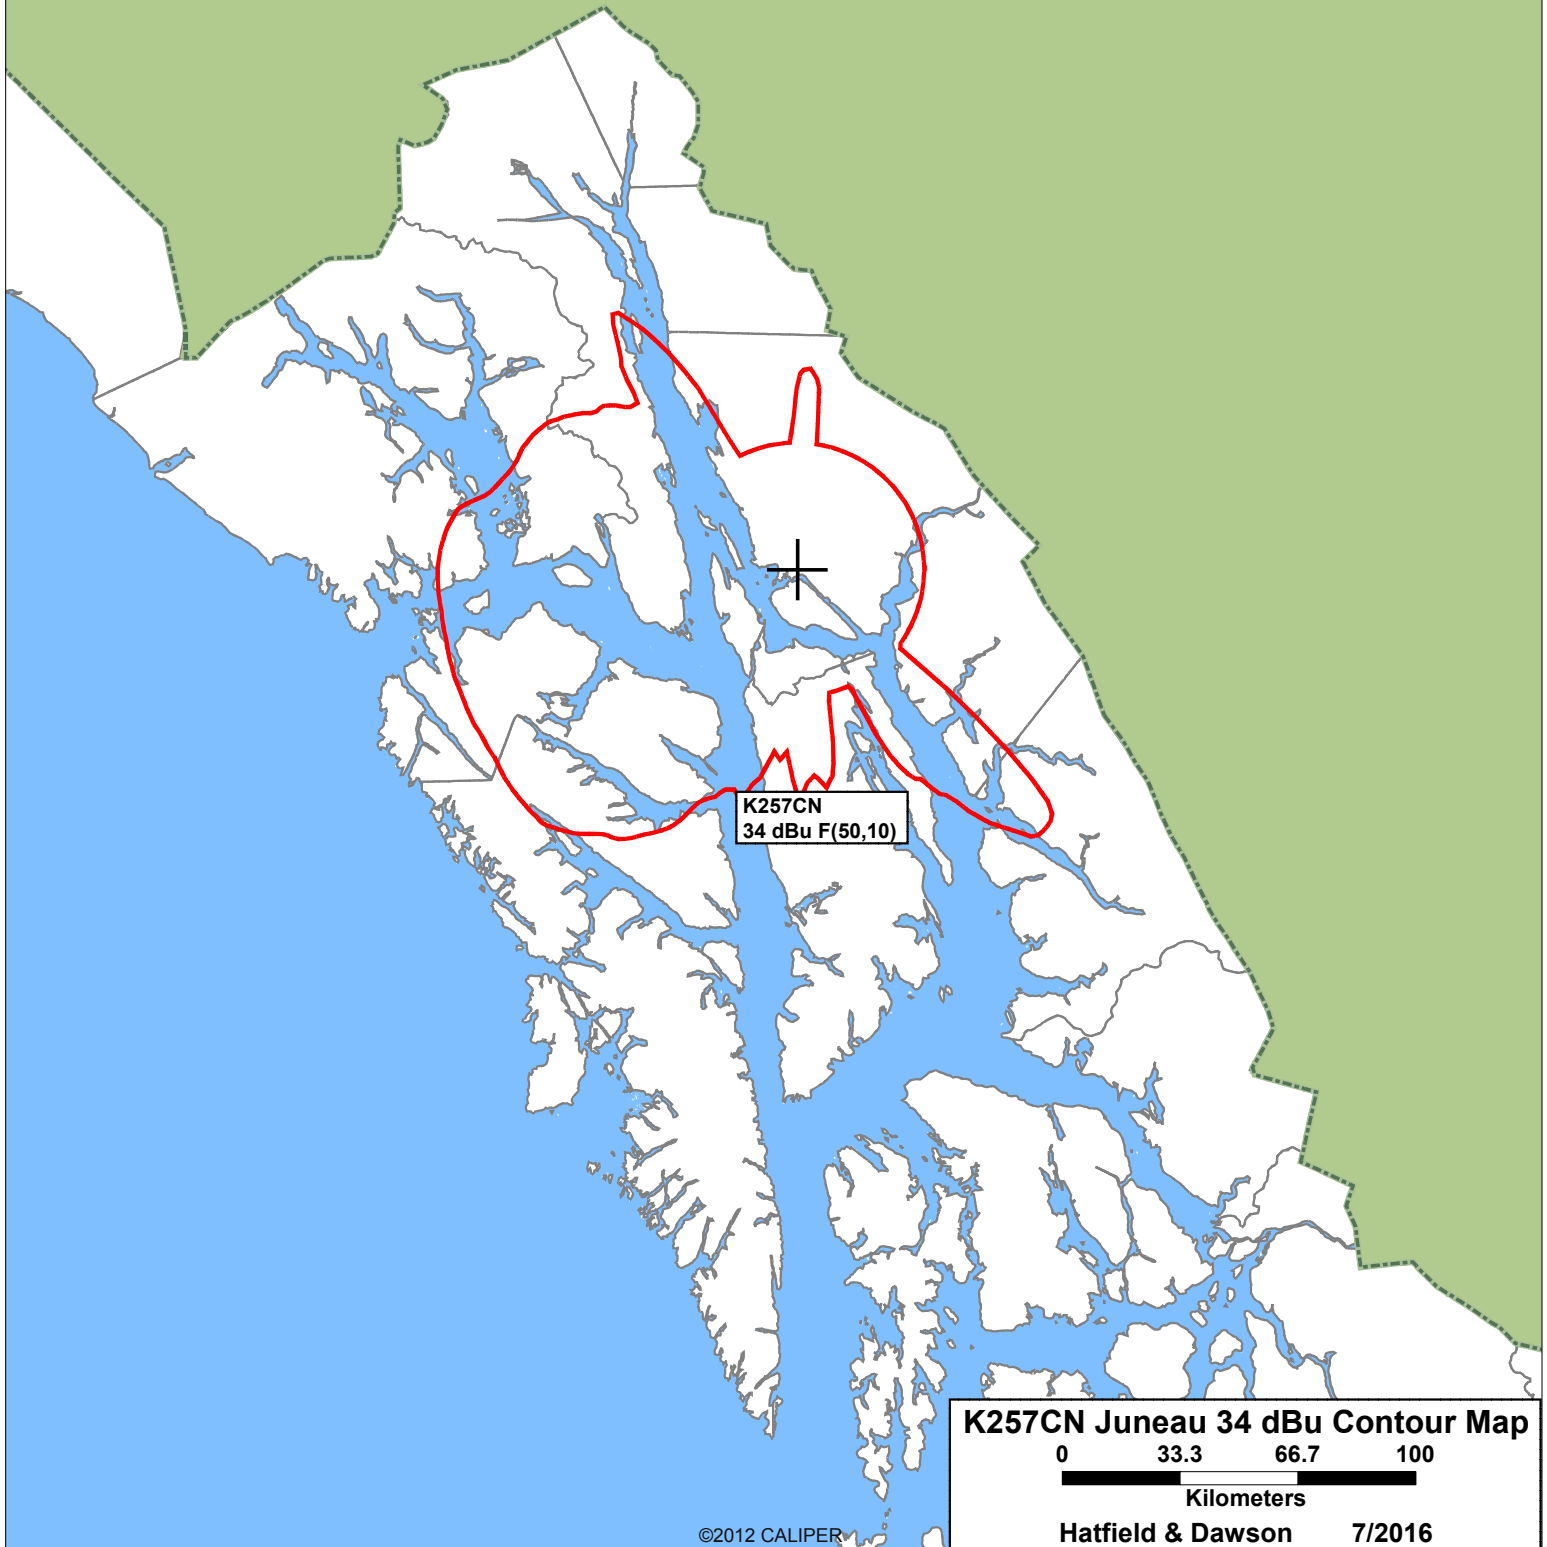 K257CN
34 dBu F(50,10)
K257CN Juneau 34 dBu Contour Map
0 33.3 66.7 100
Kilometers
Hatfield & Dawson 7/2016
©2012 CALIPER